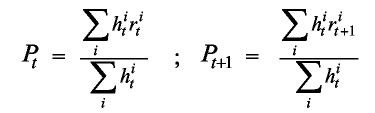 P_t = \frac{\sum_i h_t^i r_t^i}{\sum_i h_t^i} ; P_{t+1} = \frac{\sum_i h_t^i r_{t+1}^i}{\sum_i h_t^i}